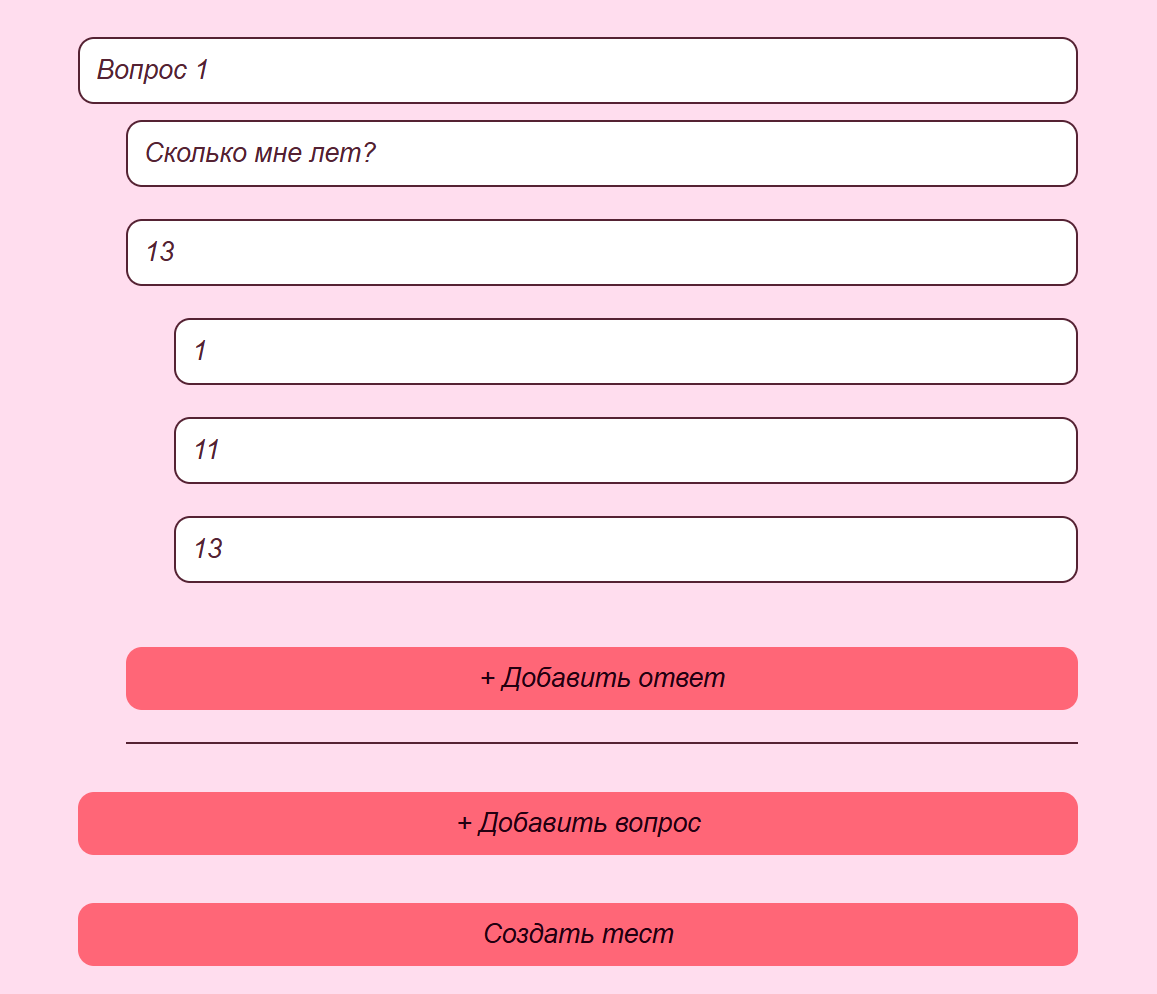 Вопрос 1
Сколько мне лет?
13
1
11
13
+ Добавить ответ
+ Добавить вопрос
Создать тест